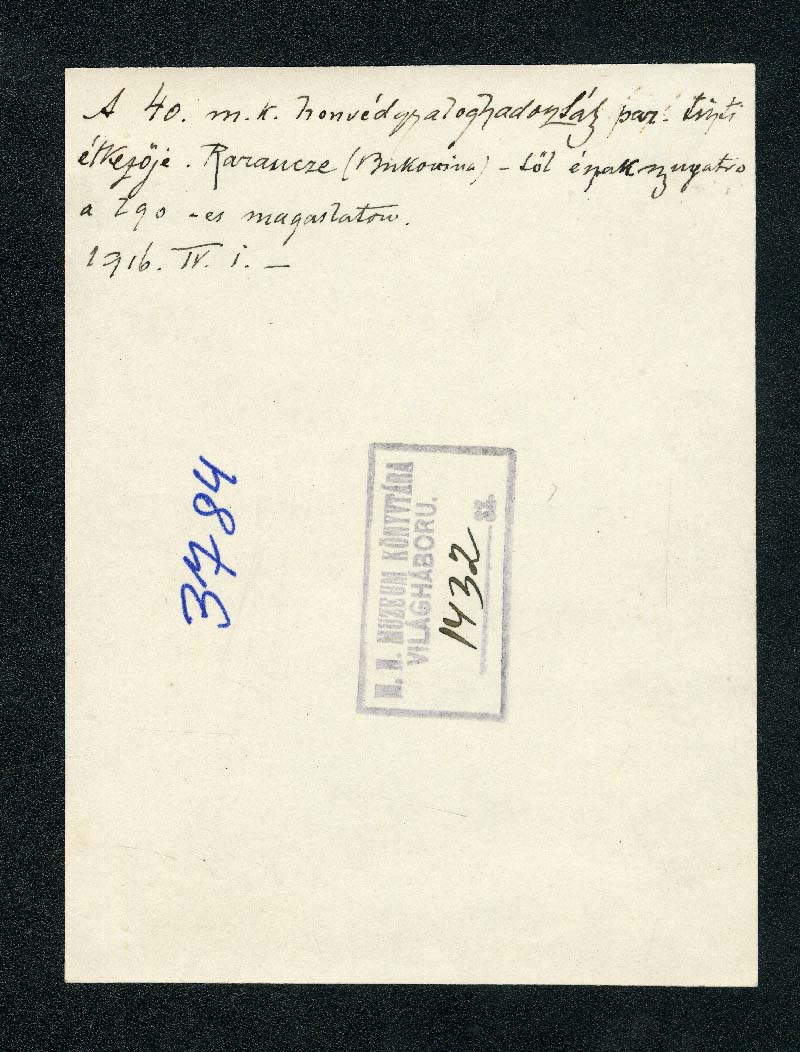 A 40. m. k. honvédgyaloghadosztály par. tiszti
étkezője. Rarancze (Bukowina) - től északnyugatra
a 290 - es magaslaton.
1916. IV. 1. —
3784
M. N. MUZEUM KÖNYVTÁRA
VILÁGHÁBORU.
1432 sz.